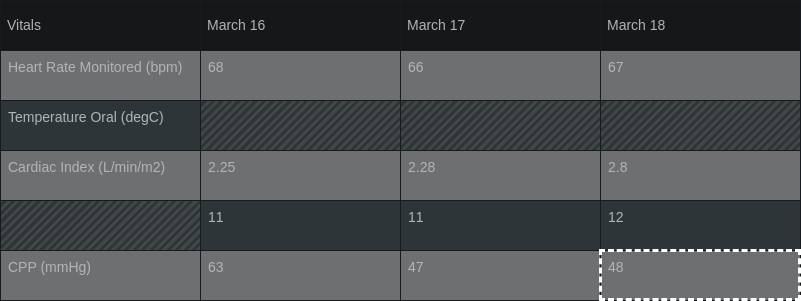 Vitals March 16 March 17 March 18
Heart Rate Monitored (bpm) 68 66 67
Temperature Oral (degC)
Cardiac Index (L/min/m2) 2.25 2.28 2.8
11 11 12
CPP (mmHg) 63 47 48